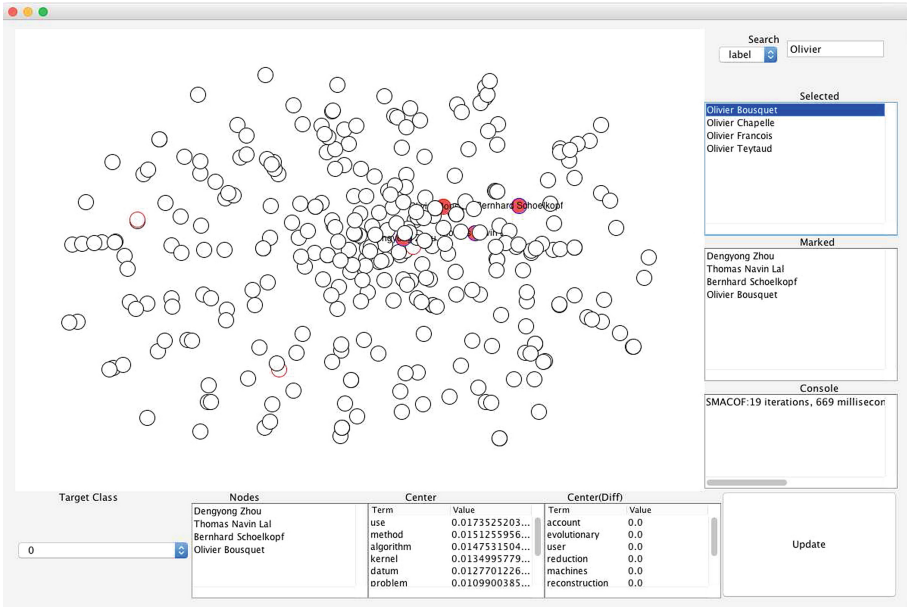 Search
label
Olivier
Selected
Olivier Bousquet
Olivier Chapelle
Olivier Francois
Olivier Teytaud
Bernhard Schoelkopf
Marked
Dengyong Zhou
Thomas Navin Lal
Bernhard Schoelkopf
Olivier Bousquet
Console
SMACOF:19 iterations, 669 millisecon
Target Class
0
Nodes
Dengyong Zhou
Thomas Navin Lal
Bernhard Schoelkopf
Olivier Bousquet
Center
Term Value
use 0.0173525203...
method 0.0151255956...
algorithm 0.0147531504...
kernel 0.0134995779...
datum 0.0127701226...
problem 0.0109900385...
Center(Diff)
Term Value
account 0.0
evolutionary 0.0
user 0.0
reduction 0.0
machines 0.0
reconstruction 0.0
Update